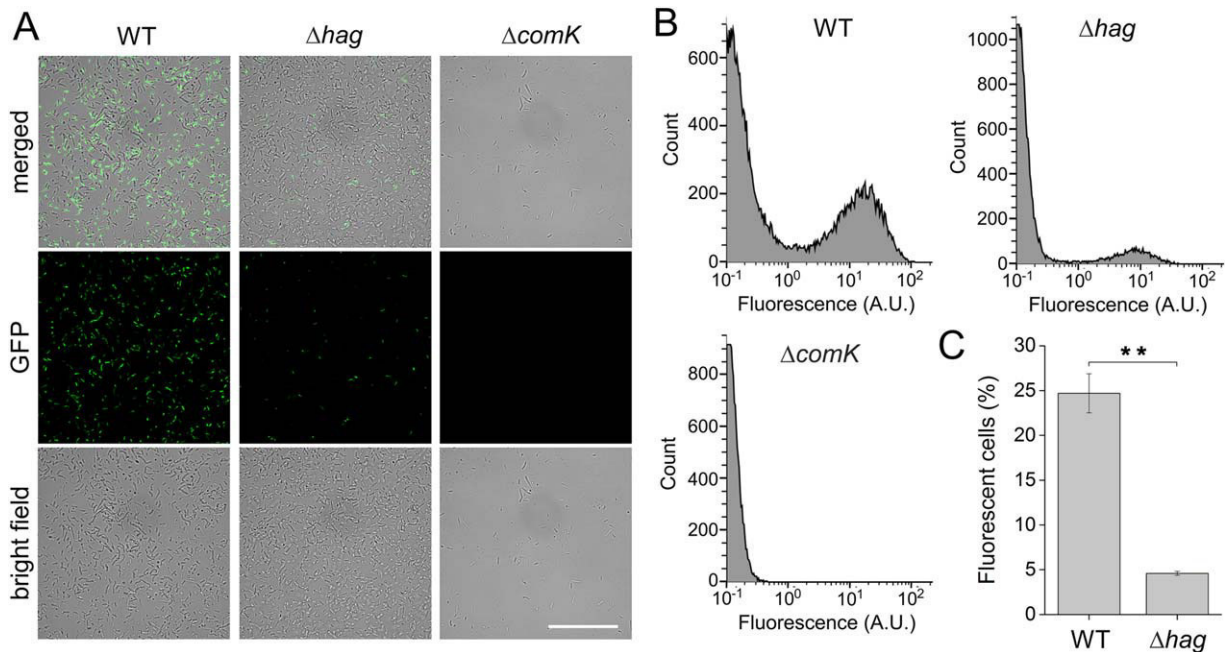 A
WT
Δhag
ΔcomK
merged
GFP
bright field
B
WT
Count
600
400
200
0
10-1
100
101
102
Fluorescence (A.U.)
Δhag
Count
1000
800
600
400
200
0
10-1
100
101
102
Fluorescence (A.U.)
ΔcomK
Count
800
600
400
200
0
10-1
100
101
102
Fluorescence (A.U.)
C
Fluorescent cells (%)
30
25
20
15
10
5
0
**
WT
Δhag